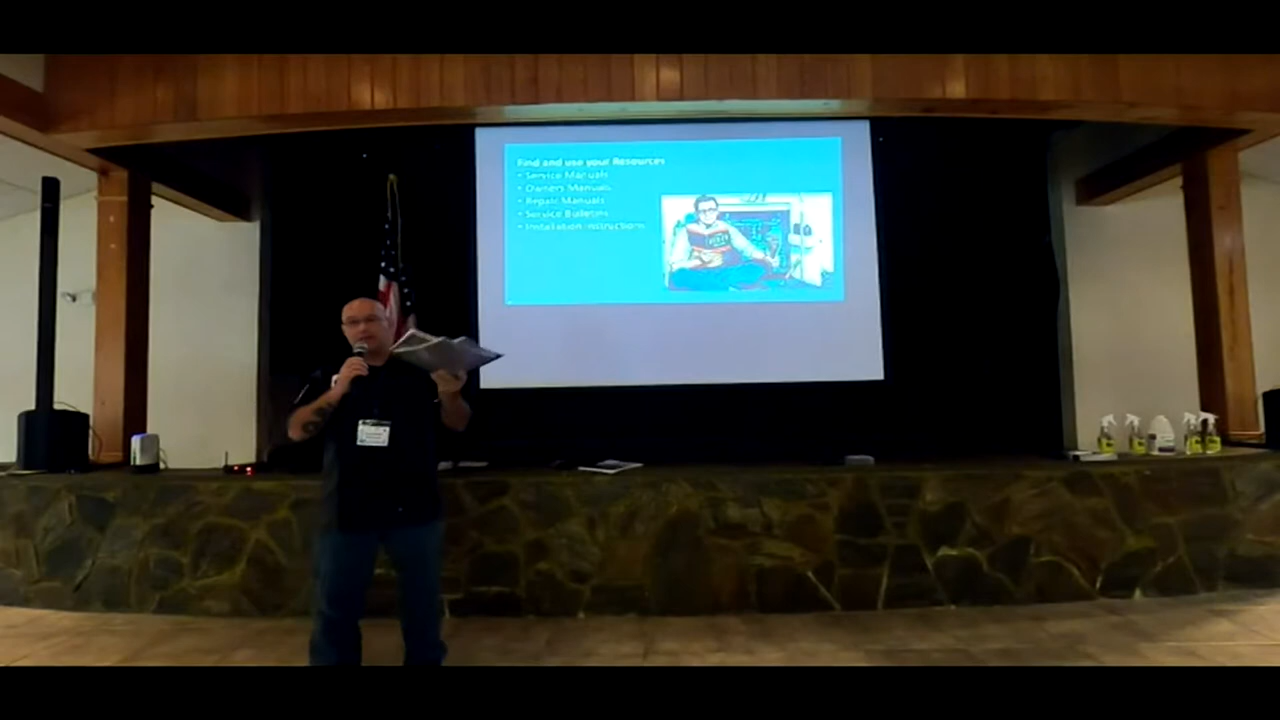 Find and use your Resources
• Service Manuals
• Owners Manuals
• Repair Manuals
• Service Bulletins
• Installation Instructions